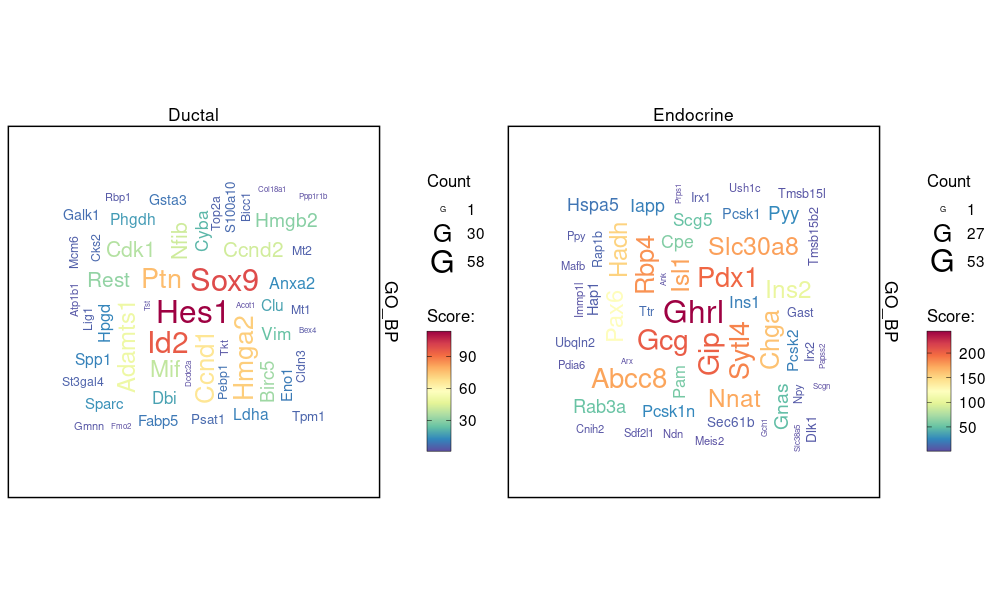 Ductal
Rbp1
Gsta3
Top2a
S100a10
Bicc1
Col18a1
Ppp1r1b
Galk1
Phgdh
Nfib
Cyba
Hmgb2
Mcm6
Cks2
Cdk1
Ccnd2
Mt2
Rest
Ptn
Sox9
Anxa2
Atp1b1
Lig1
Hpgd
Adamts1
Tst
Hes1
Acot1
Clu
Mt1
Id2
Hmga2
Vim
Bex4
Spp1
Mif
Ccnd1
Tkt
Cldn3
St3gal4
Dbi
Pebp1
Birc5
Eno1
Sparc
Fabp5
Psat1
Ldha
Tpm1
Gmnn
Fmo2
GO_BP
Count
G 1
G 30
G 58
Score:
90
60
30
Endocrine
Hspa5
Iapp
Prps1
Irx1
Ush1c
Tmsb15l
Scg5
Pcsk1
Pyy
Tmsb15b2
Ppy
Rap1b
Hadh
Cpe
Slc30a8
Mafb
Rbp4
Isl1
Pdx1
Ins2
Immp1l
Hap1
Pax6
Ttr
Ghrl
Ins1
Gast
Ubqln2
Gcg
Gip
Sytl4
Chga
Pcsk2
Irx2
Papss2
Pdia6
Arx
Abcc8
Pam
Nnat
Npy
Scgn
Rab3a
Pcsk1n
Gnas
Cnih2
Sdf2l1
Ndn
Meis2
Sec61b
Gch1
Slc38a5
Dlk1
GO_BP
Count
G 1
G 27
G 53
Score:
200
150
100
50